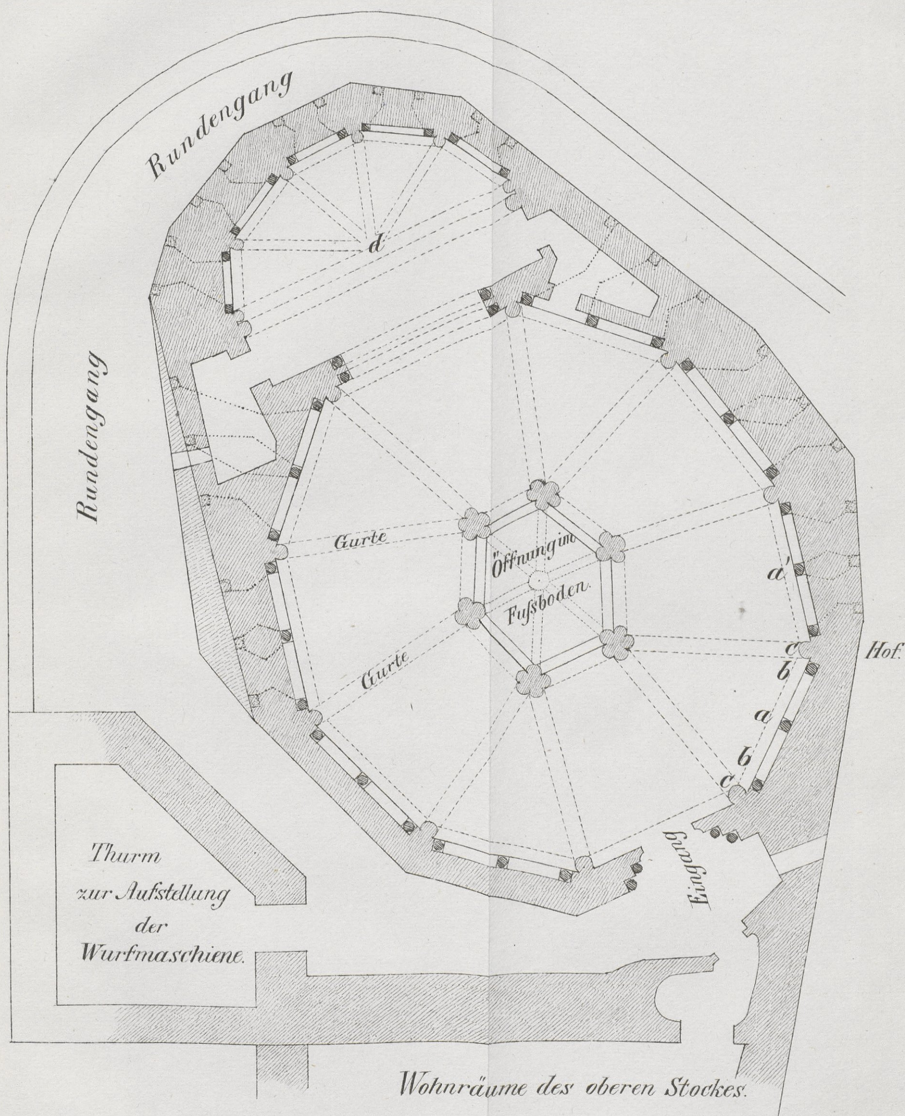 Rundengang
d
Rundengang
Gurte
Öffnung im
Fußboden.
Gurte
a'
c
b
a
b
c
Hof.
Eingang
Thurm
zur Aufstellung
der
Wurfmaschiene.
Wohnräume des oberen Stockes.